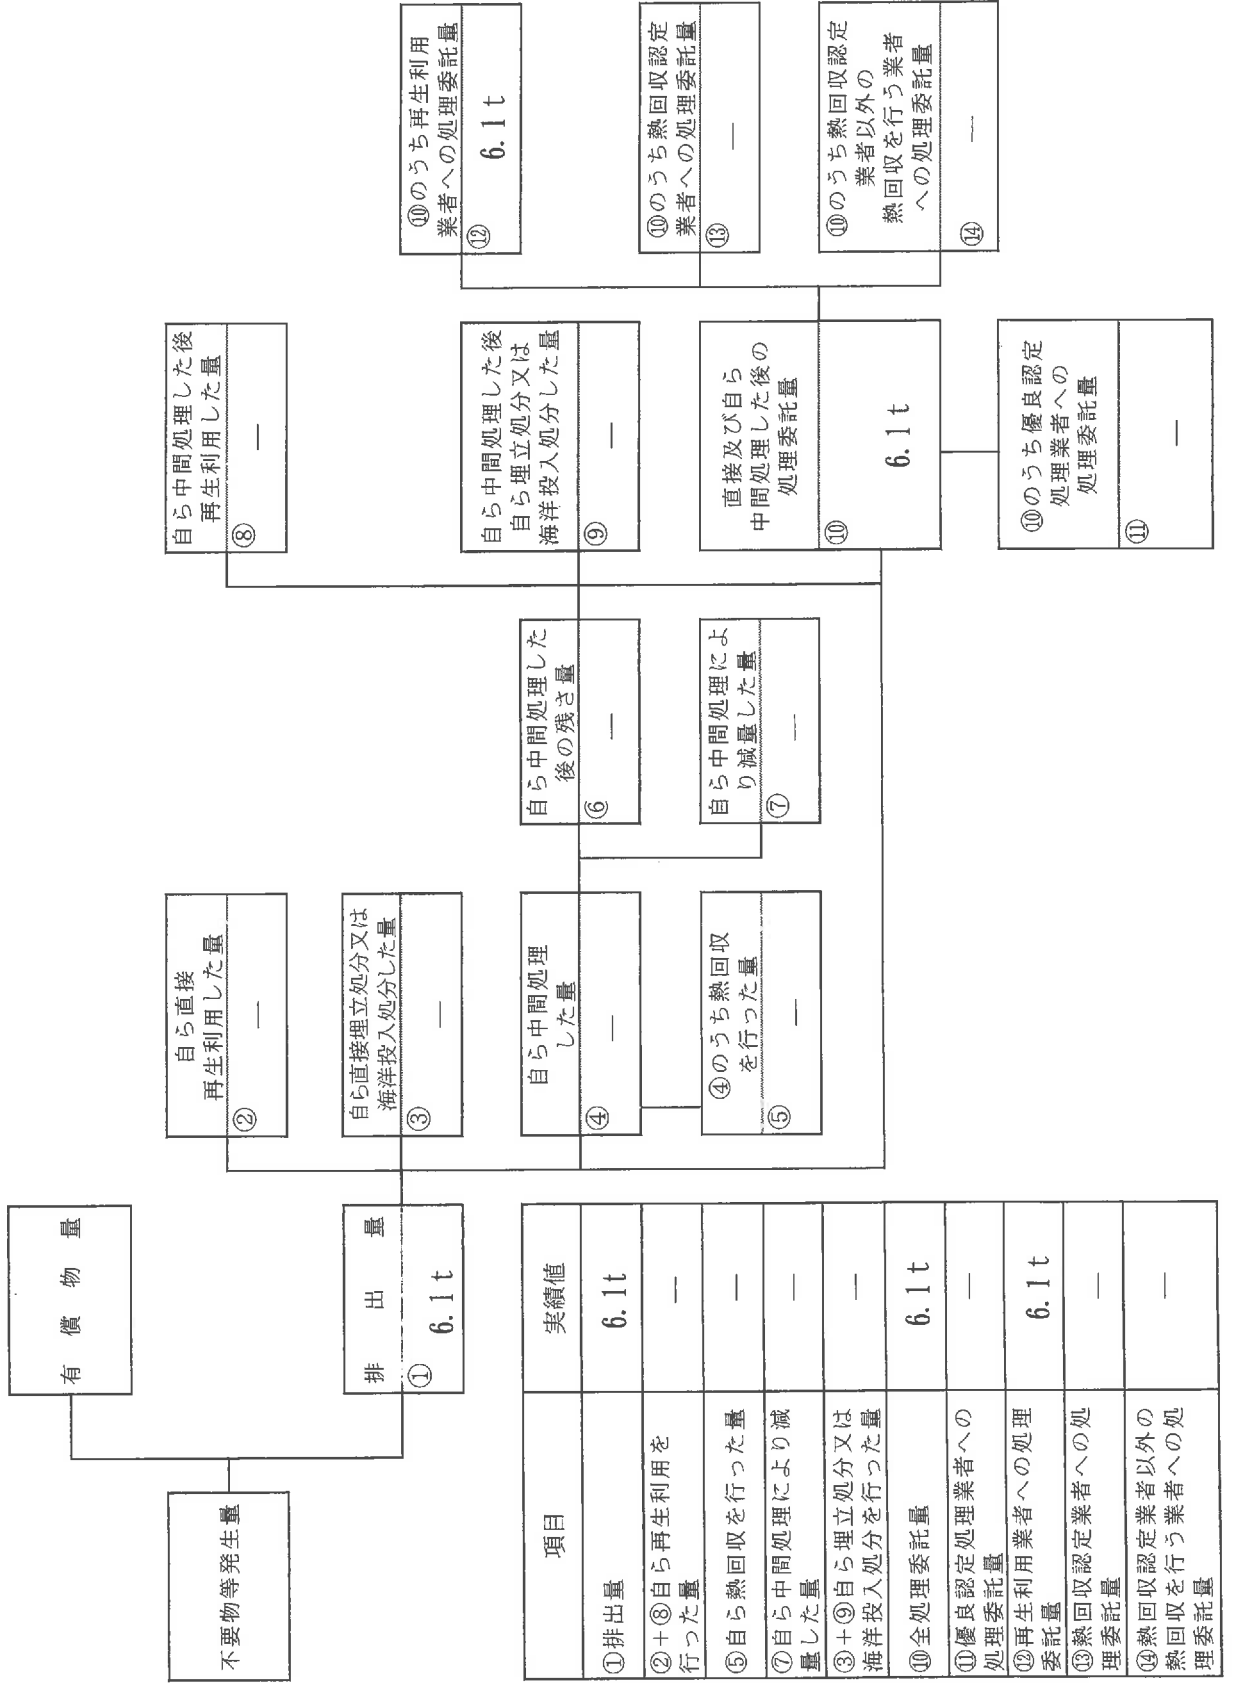 不要物等発生量
有償物量
排出量
①
6.1t
自ら直接
再生利用した量
②
—
自ら直接埋立処分又は
海洋投入処分した量
③
—
自ら中間処理
した量
④
—
④のうち熱回収
を行った量
⑤
—
自ら中間処理した
後の残さ量
⑥
—
自ら中間処理によ
り減量した量
⑦
—
自ら中間処理した後
再生利用した量
⑧
—
自ら中間処理した後
自ら埋立処分又は
海洋投入処分した量
⑨
—
直接及び自ら
中間処理した後の
処理委託量
⑩
6.1t
⑩のうち優良認定
処理業者への
処理委託量
⑪
—
⑩のうち再生利用
業者への処理委託量
⑫
6.1t
⑩のうち熱回収認定
業者への処理委託量
⑬
—
⑩のうち熱回収認定
業者以外の
熱回収を行う業者
への処理委託量
⑭
—
項目 実績値
①排出量 6.1t
②+⑧自ら再生利用を
行った量 —
⑤自ら熱回収を行った量 —
⑦自ら中間処理により減
量した量 —
③+⑨自ら埋立処分又は
海洋投入処分を行った量 —
⑩全処理委託量 6.1t
⑪優良認定処理業者への
処理委託量 —
⑫再生利用業者への処理
委託量 6.1t
⑬熱回収認定業者への処
理委託量 —
⑭熱回収認定業者以外の
熱回収を行う業者への処
理委託量 —